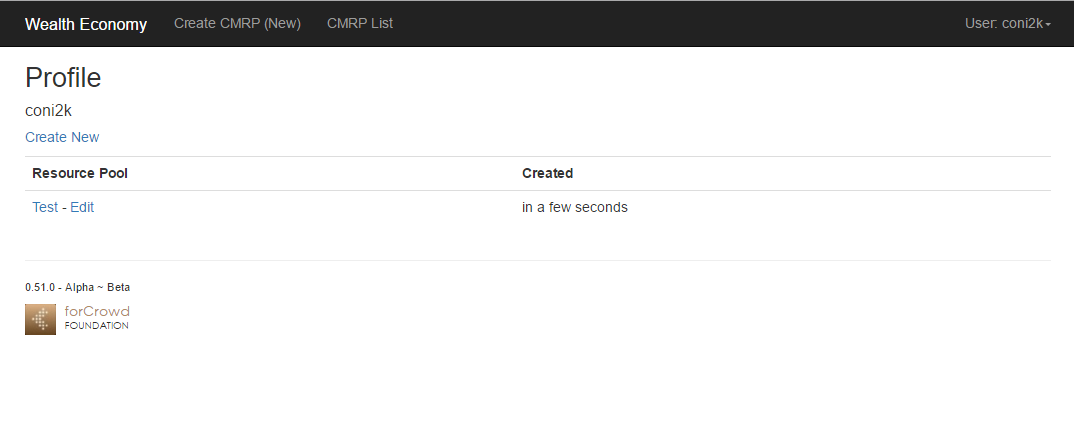 Wealth Economy Create CMRP (New) CMRP List User: coni2k
Profile
coni2k
Create New
Resource Pool Created
Test - Edit in a few seconds
0.51.0 - Alpha ~ Beta
forCrowd
FOUNDATION